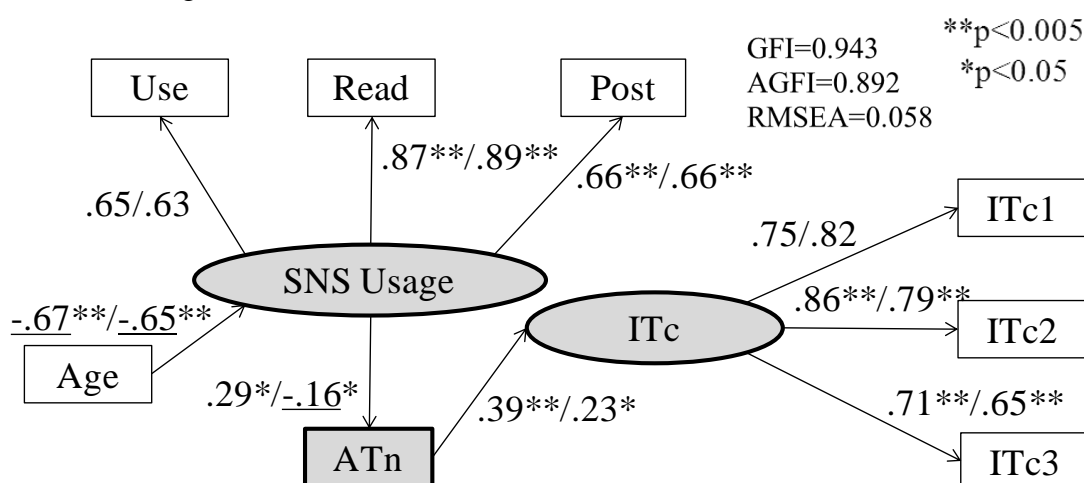 **p<0.005
GFI=0.943
*p<0.05
AGFI=0.892
RMSEA=0.058
Use
Read
Post
.87**/.89**
.66**/.66**
.65/.63
ITc1
.75/.82
SNS Usage
.86**/.79**
-.67**/-.65**
ITc
ITc2
Age
.29*/-.16*
.39**/.23*
.71**/.65**
ATn
ITc3